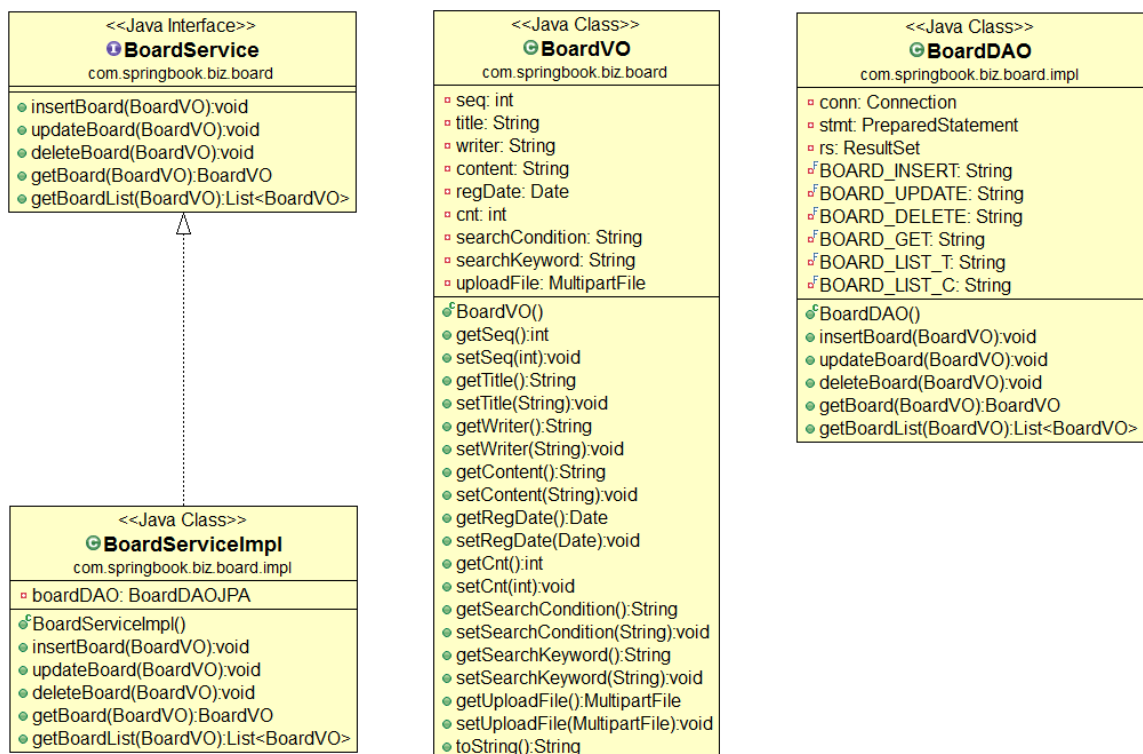 <<Java Interface>>
BoardService
com.springbook.biz.board
insertBoard(BoardVO):void
updateBoard(BoardVO):void
deleteBoard(BoardVO):void
getBoard(BoardVO):BoardVO
getBoardList(BoardVO):List<BoardVO>
<<Java Class>>
BoardServiceImpl
com.springbook.biz.board.impl
boardDAO: BoardDAOJPA
BoardServiceImpl()
insertBoard(BoardVO):void
updateBoard(BoardVO):void
deleteBoard(BoardVO):void
getBoard(BoardVO):BoardVO
getBoardList(BoardVO):List<BoardVO>
<<Java Class>>
BoardVO
com.springbook.biz.board
seq: int
title: String
writer: String
content: String
regDate: Date
cnt: int
searchCondition: String
searchKeyword: String
uploadFile: MultipartFile
BoardVO()
getSeq():int
setSeq(int):void
getTitle():String
setTitle(String):void
getWriter():String
setWriter(String):void
getContent():String
setContent(String):void
getRegDate():Date
setRegDate(Date):void
getCnt():int
setCnt(int):void
getSearchCondition():String
setSearchCondition(String):void
getSearchKeyword():String
setSearchKeyword(String):void
getUploadFile():MultipartFile
setUploadFile(MultipartFile):void
toString():String
<<Java Class>>
BoardDAO
com.springbook.biz.board.impl
conn: Connection
stmt: PreparedStatement
rs: ResultSet
BOARD_INSERT: String
BOARD_UPDATE: String
BOARD_DELETE: String
BOARD_GET: String
BOARD_LIST_T: String
BOARD_LIST_C: String
BoardDAO()
insertBoard(BoardVO):void
updateBoard(BoardVO):void
deleteBoard(BoardVO):void
getBoard(BoardVO):BoardVO
getBoardList(BoardVO):List<BoardVO>